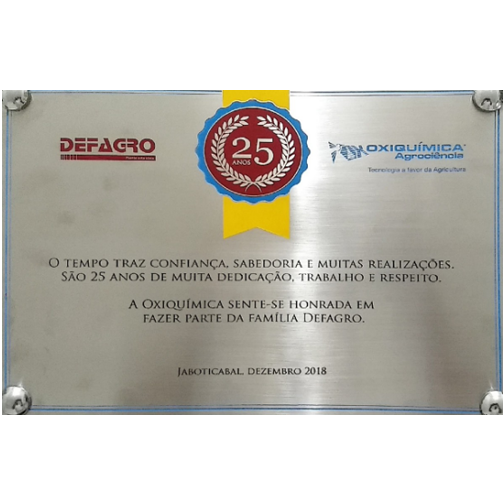 DEFAGRO
25
ANOS
OXIQUÍMICA®
Agrociência
Tecnologia a favor da Agricultura
O TEMPO TRAZ CONFIANÇA, SABEDORIA E MUITAS REALIZAÇÕES.
SÃO 25 ANOS DE MUITA DEDICAÇÃO, TRABALHO E RESPEITO.
A OXIQUÍMICA SENTE-SE HONRADA EM
FAZER PARTE DA FAMÍLIA DEFAGRO.
JABOTICABAL, DEZEMBRO 2018